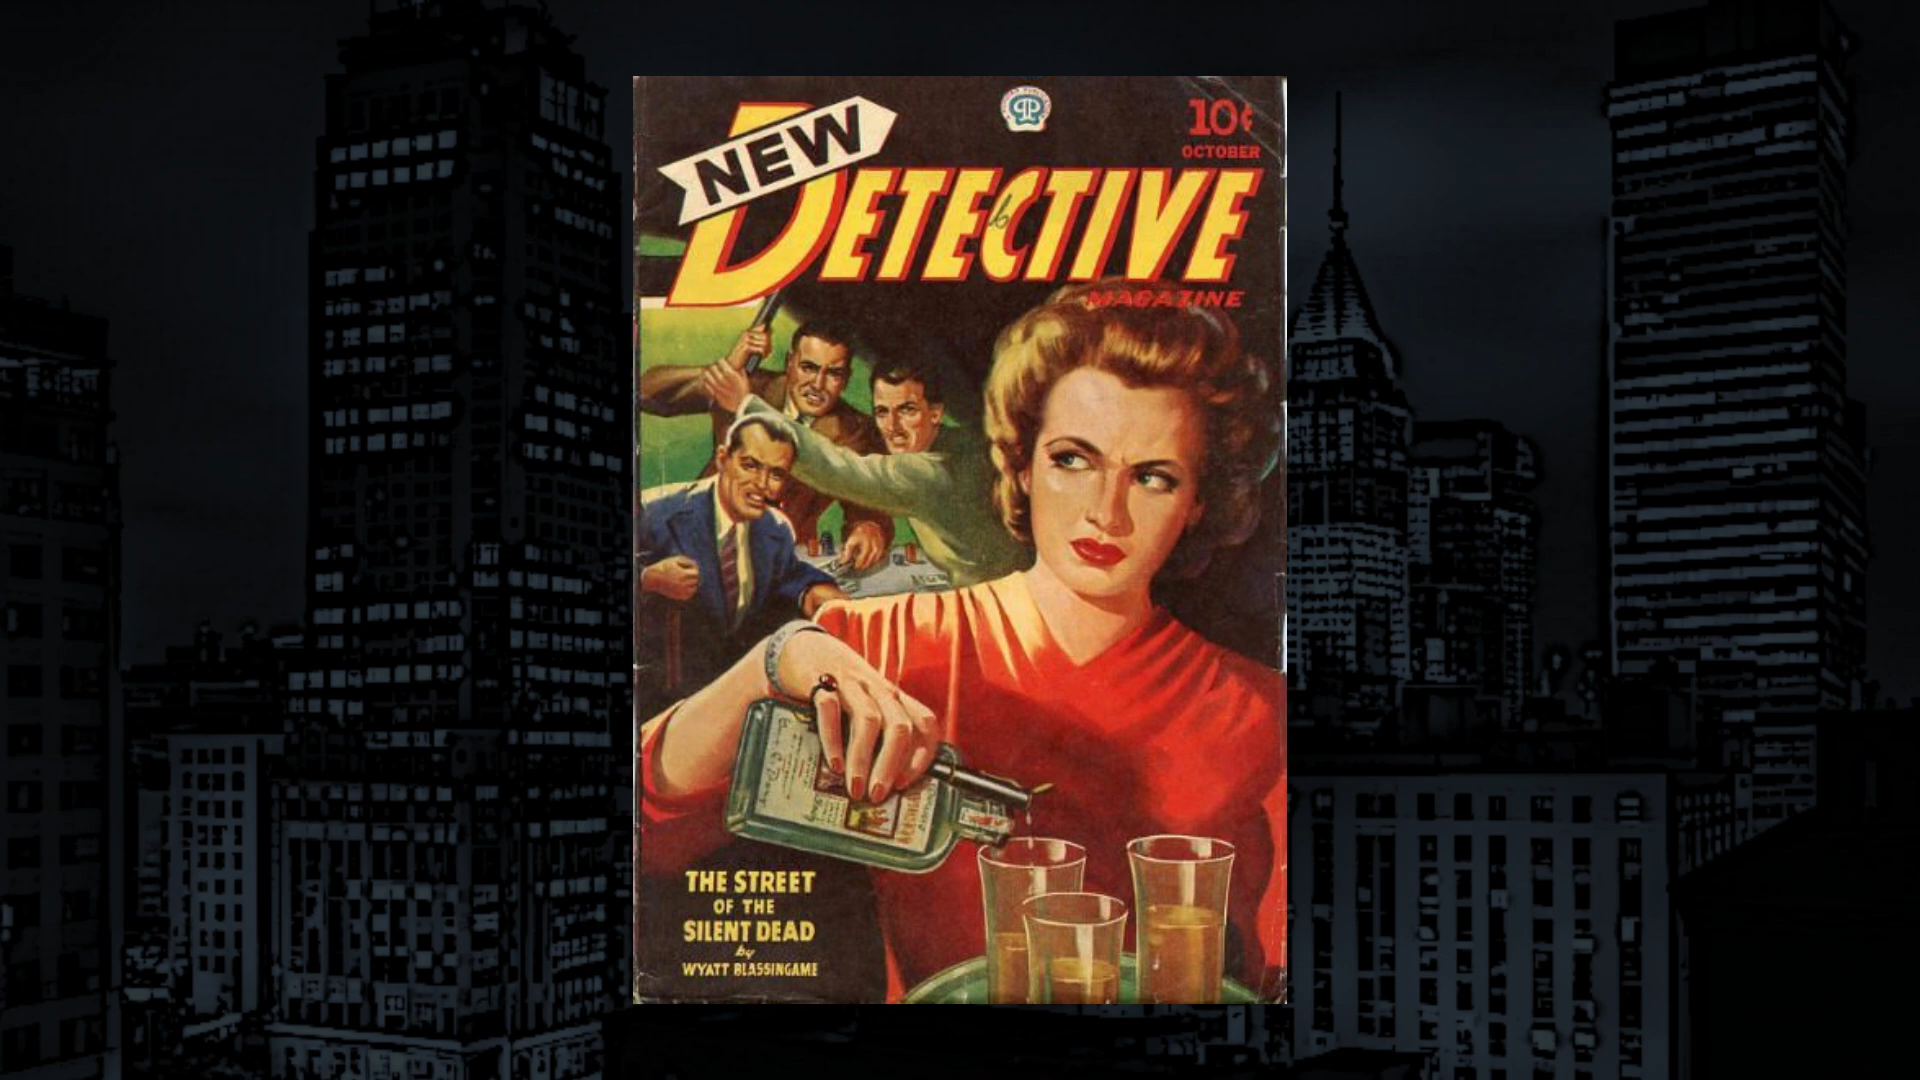 NEW
10¢
OCTOBER
DETECTIVE
MAGAZINE
THE STREET
OF THE
SILENT DEAD
by
WYATT BLASSINGAME